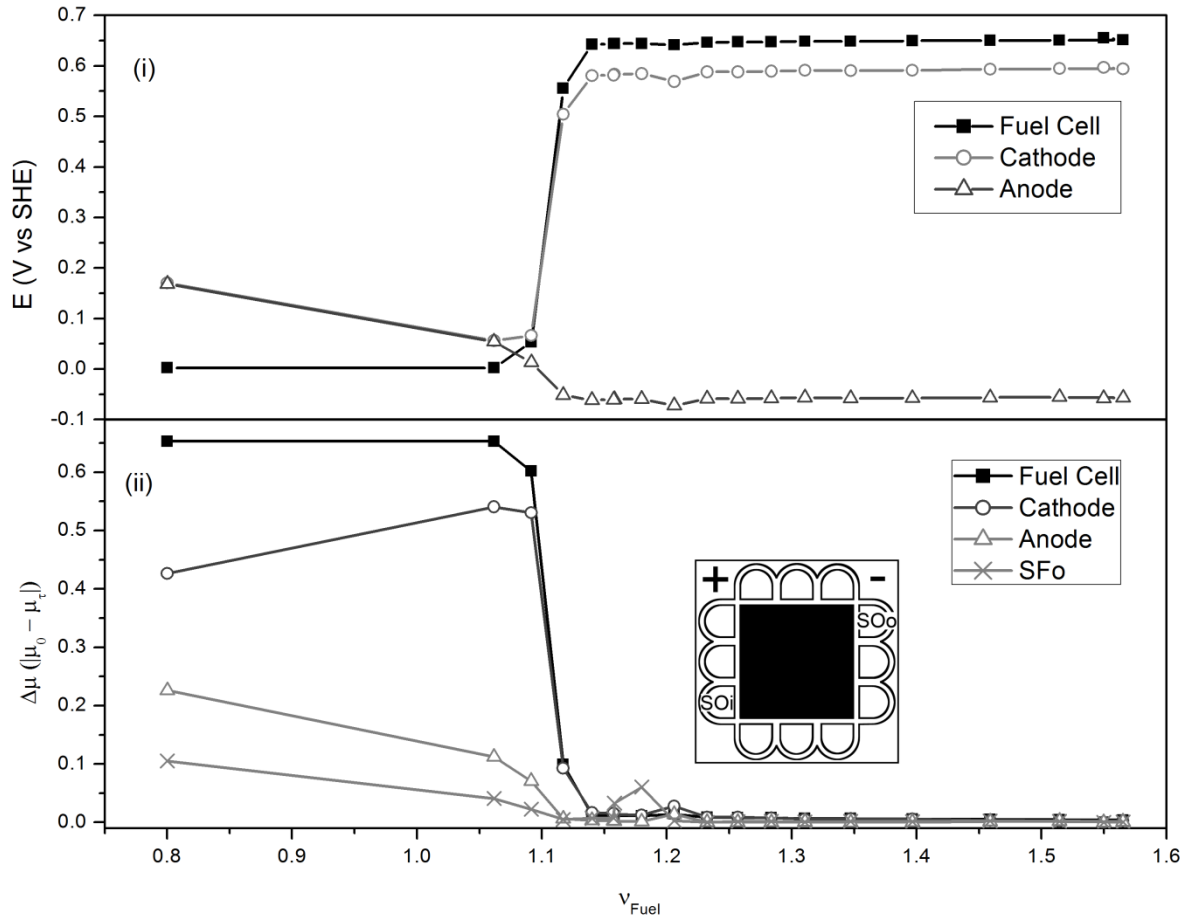 0.7
0.6
0.5
0.4
0.3
0.2
0.1
0.0
-0.1
E (V vs SHE)
(i)
Fuel Cell
Cathode
Anode
0.6
0.5
0.4
0.3
0.2
0.1
0.0
Δμ (|μ₀ − μτ|)
(ii)
Fuel Cell
Cathode
Anode
SFo
+ -
SOo
SOi
0.8 0.9 1.0 1.1 1.2 1.3 1.4 1.5 1.6
νFuel